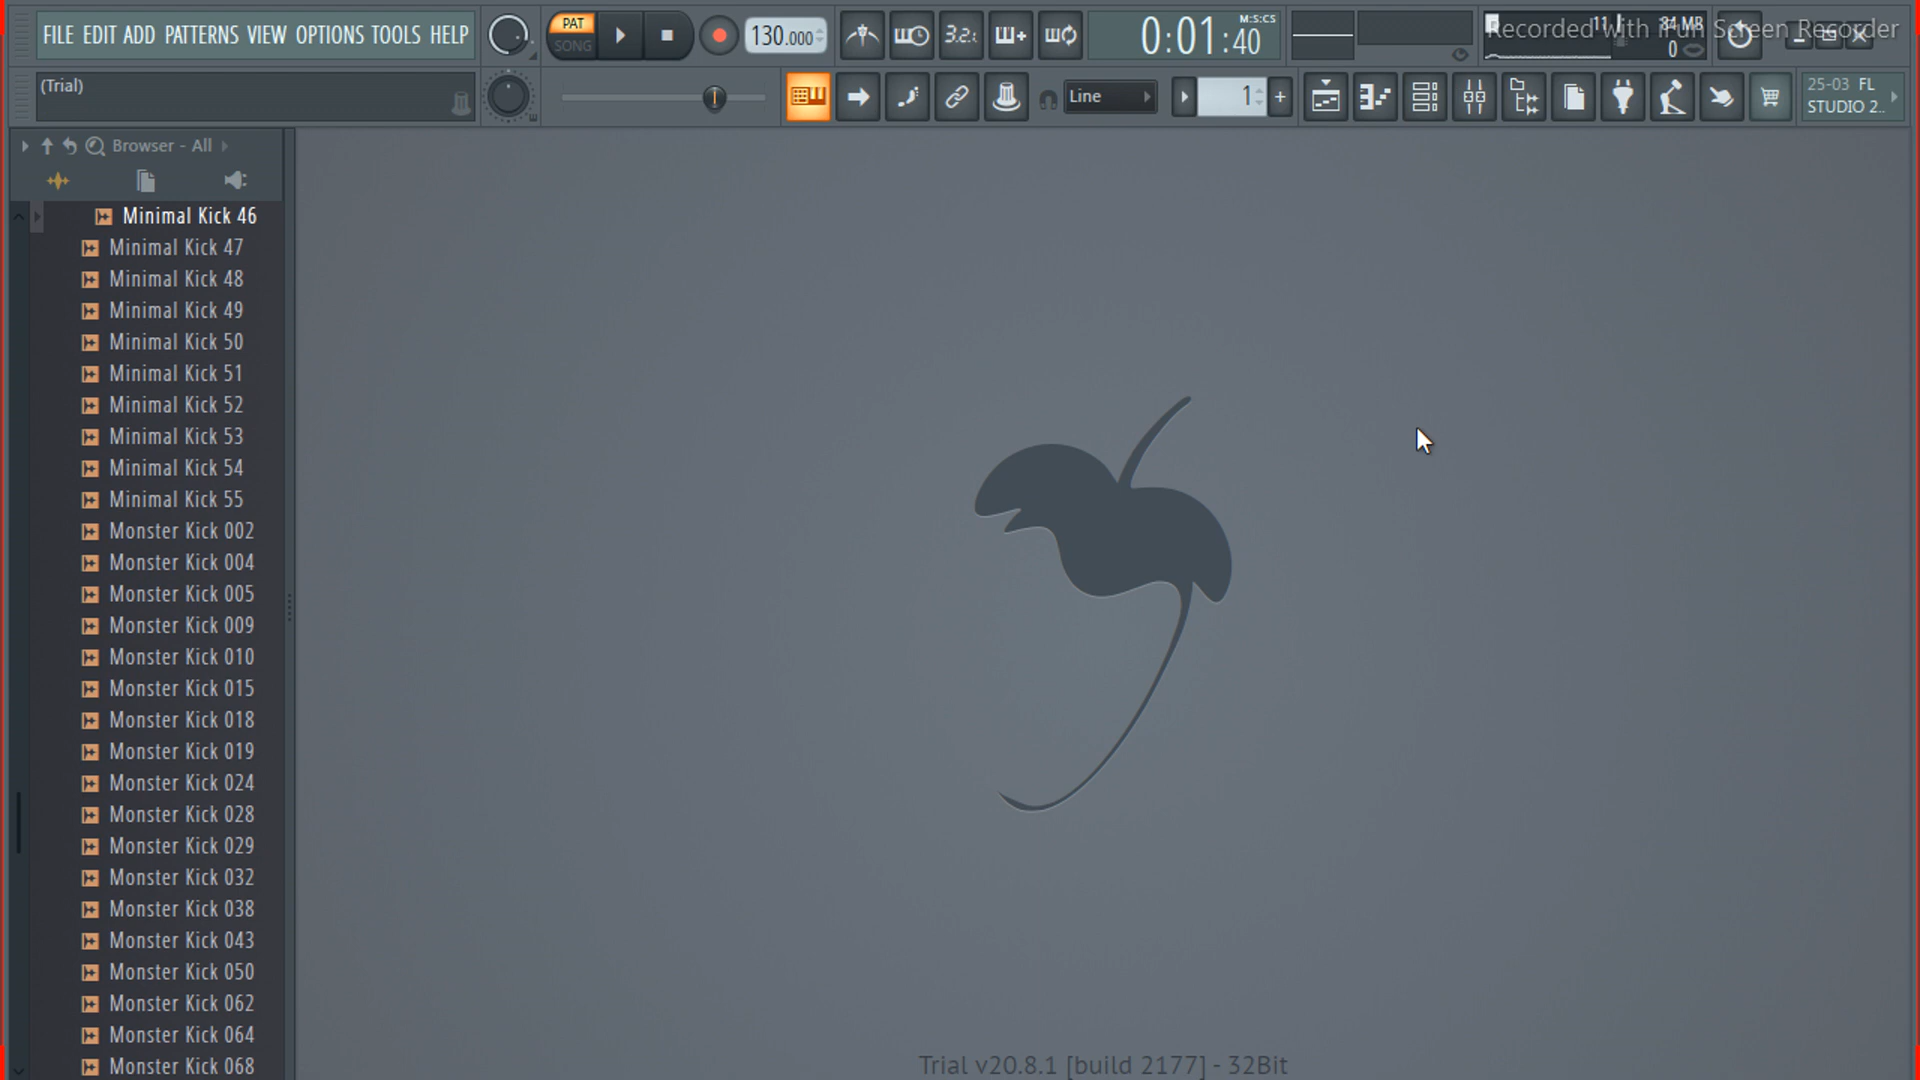 FILE EDIT ADD PATTERNS VIEW OPTIONS TOOLS HELP
PAT
SONG
130.000
3.2.
0:01:40
M:S:CS
Recorded with iFun Screen Recorder
11
84 MB
0
(Trial)
Line
1
25-03 FL
STUDIO 2..
Browser - All
Minimal Kick 46
Minimal Kick 47
Minimal Kick 48
Minimal Kick 49
Minimal Kick 50
Minimal Kick 51
Minimal Kick 52
Minimal Kick 53
Minimal Kick 54
Minimal Kick 55
Monster Kick 002
Monster Kick 004
Monster Kick 005
Monster Kick 009
Monster Kick 010
Monster Kick 015
Monster Kick 018
Monster Kick 019
Monster Kick 024
Monster Kick 028
Monster Kick 029
Monster Kick 032
Monster Kick 038
Monster Kick 043
Monster Kick 050
Monster Kick 062
Monster Kick 064
Monster Kick 068
Trial v20.8.1 [build 2177] - 32Bit